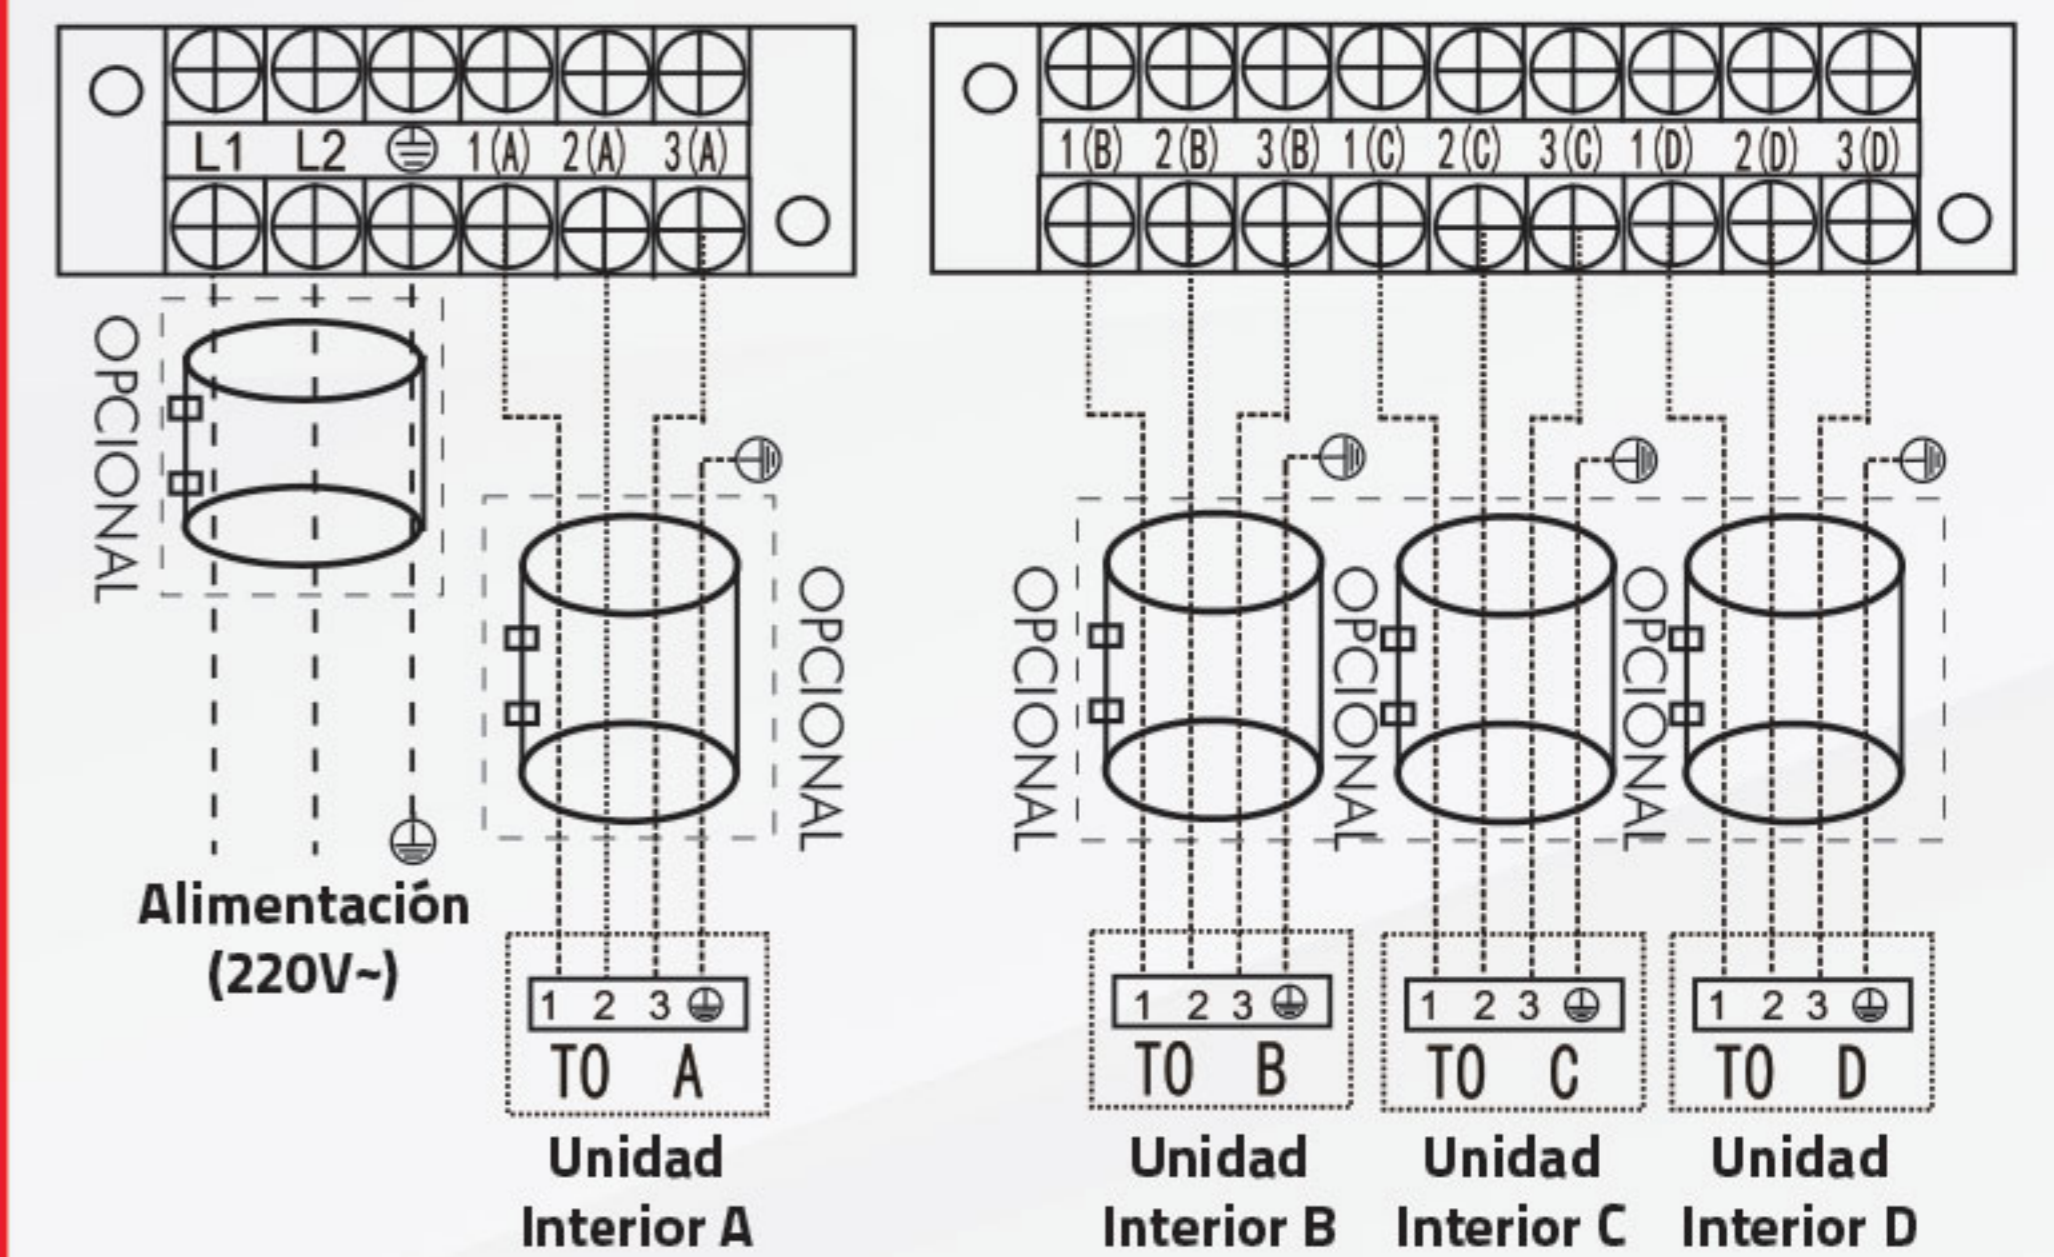 L1 L2 1(A) 2(A) 3(A)
1(B) 2(B) 3(B) 1(C) 2(C) 3(C) 1(D) 2(D) 3(D)
OPCIONAL
OPCIONAL
OPCIONAL
OPCIONAL
OPCIONAL
Alimentación
(220V~)
1 2 3
TO A
Unidad
Interior A
1 2 3
TO B
Unidad
Interior B
1 2 3
TO C
Unidad
Interior C
1 2 3
TO D
Unidad
Interior D